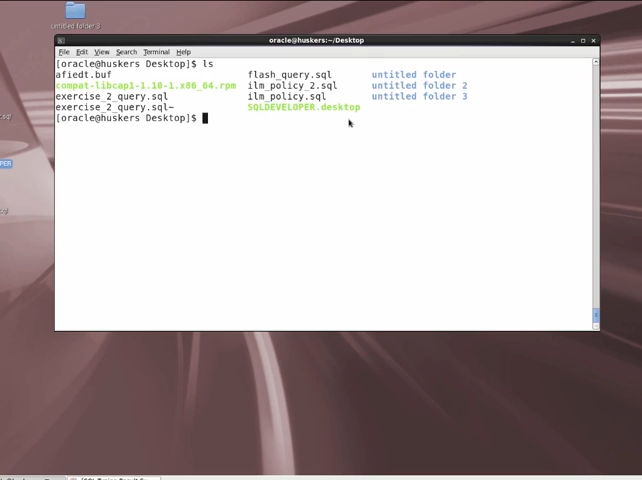 untitled folder 3
oracle@huskers:~/Desktop
File Edit View Search Terminal Help
[oracle@huskers Desktop]$ ls
afiedt.buf flash_query.sql untitled folder
compat-libcap1-1.10-1.x86_64.rpm ilm_policy_2.sql untitled folder 2
exercise_2_query.sql ilm_policy.sql untitled folder 3
exercise_2_query.sql~ SQLDEVELOPER.desktop
[oracle@huskers Desktop]$
.sql
PER